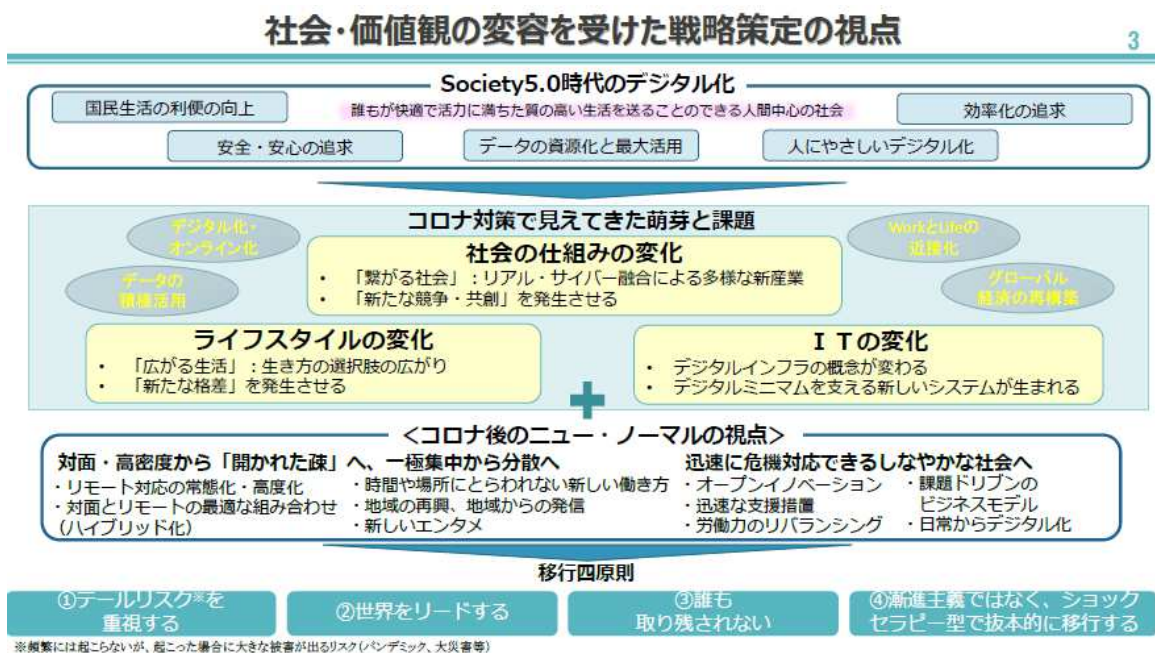 社会・価値観の変容を受けた戦略策定の視点
3
Society5.0時代のデジタル化
国民生活の利便の向上
誰もが快適で活力に満ちた質の高い生活を送ることのできる人間中心の社会
効率化の追求
安全・安心の追求
データの資源化と最大活用
人にやさしいデジタル化
コロナ対策で見えてきた萌芽と課題
デジタル化・
オンライン化
WorkとLifeの
近接化
データの
積極活用
グローバル
経済の再構築
社会の仕組みの変化
・「繋がる社会」：リアル・サイバー融合による多様な新産業
・「新たな競争・共創」を発生させる
ライフスタイルの変化
・「広がる生活」：生き方の選択肢の広がり
・「新たな格差」を発生させる
ＩＴの変化
・デジタルインフラの概念が変わる
・デジタルミニマムを支える新しいシステムが生まれる
＜コロナ後のニュー・ノーマルの視点＞
対面・高密度から「開かれた疎」へ、一極集中から分散へ
・リモート対応の常態化・高度化
・対面とリモートの最適な組み合わせ
（ハイブリッド化）
・時間や場所にとらわれない新しい働き方
・地域の再興、地域からの発信
・新しいエンタメ
迅速に危機対応できるしなやかな社会へ
・オープンイノベーション
・迅速な支援措置
・労働力のリバランシング
・課題ドリブンの
ビジネスモデル
・日常からデジタル化
移行四原則
①テールリスク※を
重視する
②世界をリードする
③誰も
取り残されない
④漸進主義ではなく、ショック
セラピー型で抜本的に移行する
※頻繁には起こらないが、起こった場合に大きな被害が出るリスク（パンデミック、大災害等）